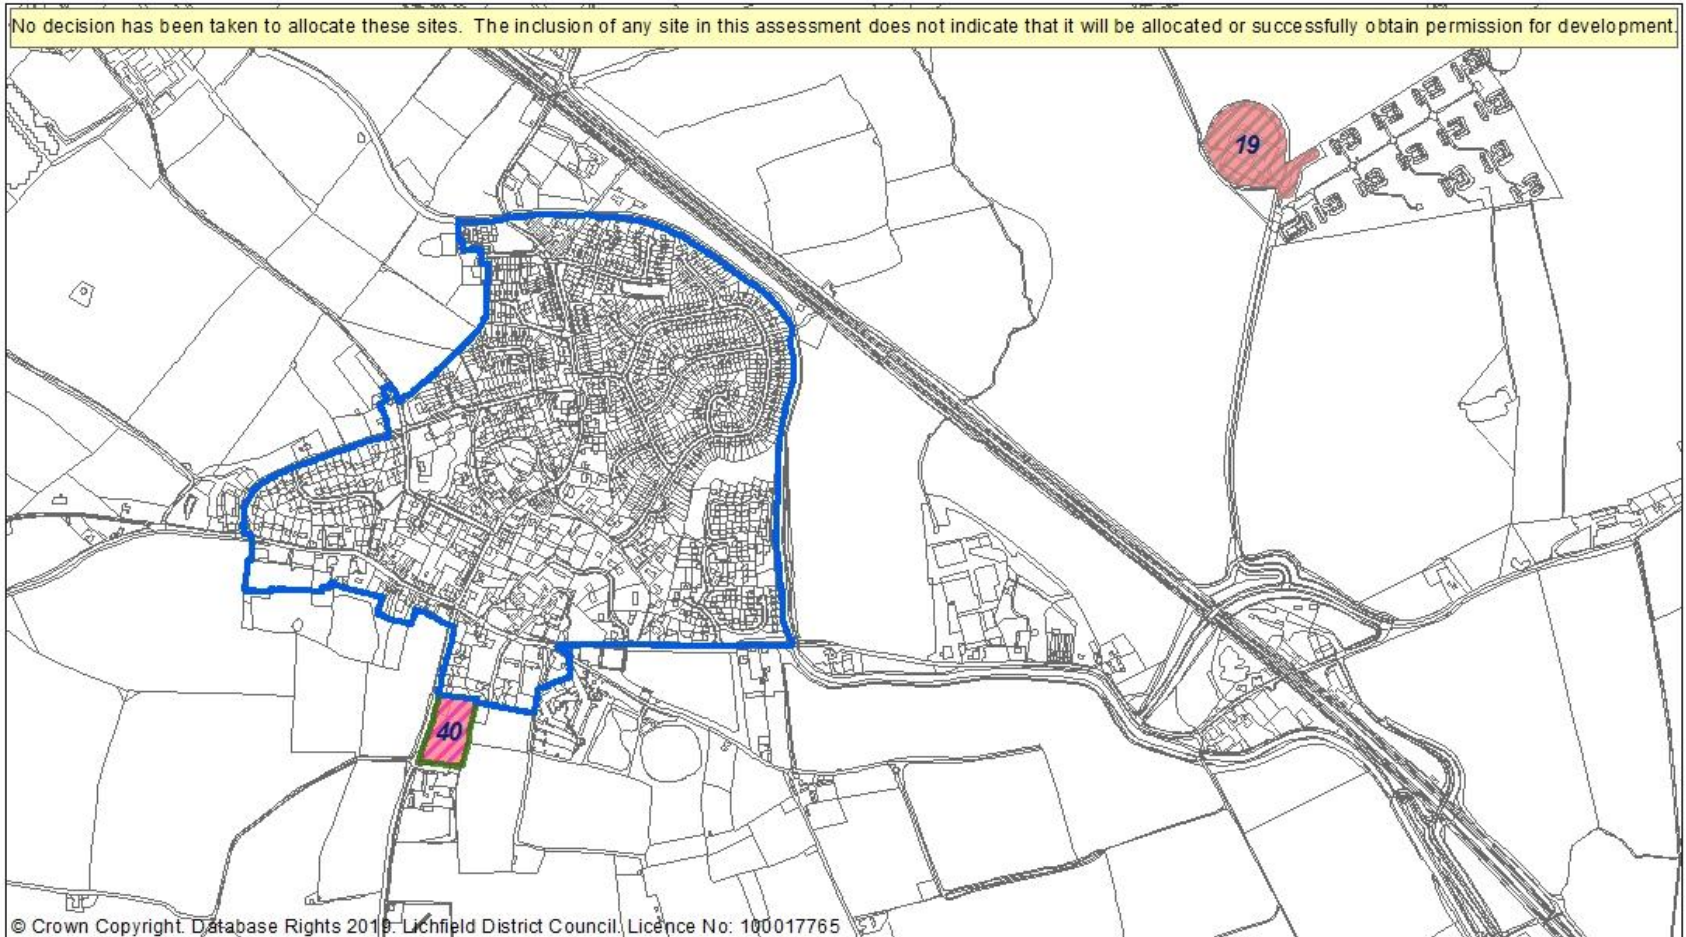 No decision has been taken to allocate these sites. The inclusion of any site in this assessment does not indicate that it will be allocated or successfully obtain permission for development.
19
40
© Crown Copyright. Database Rights 2019. Lichfield District Council. Licence No: 100017765